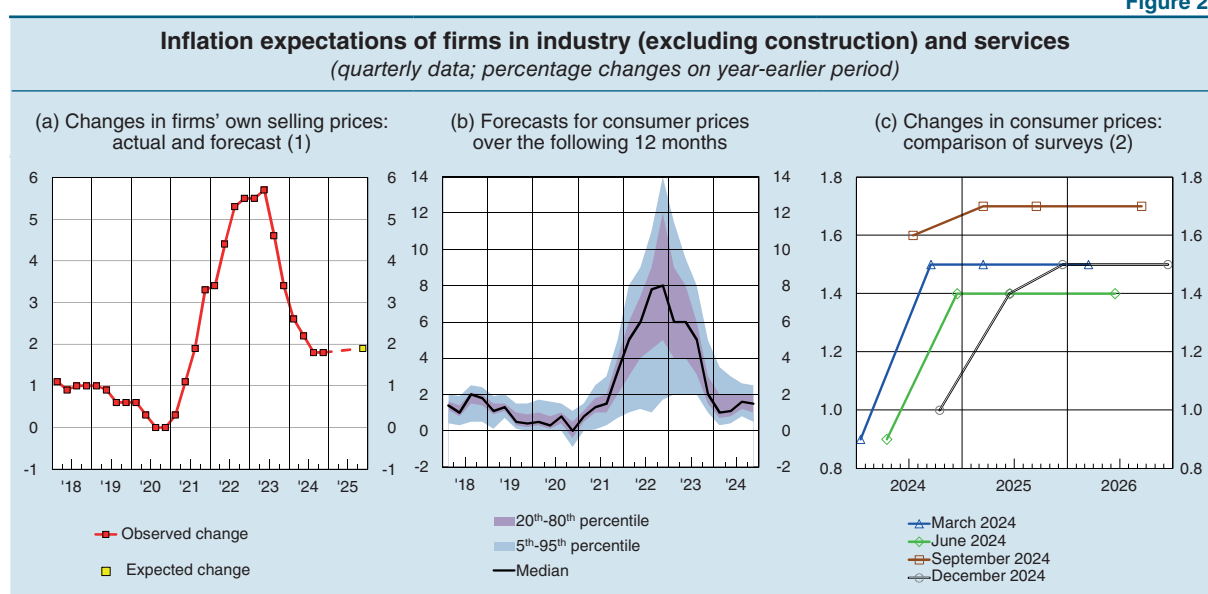 Figure 2
Inflation expectations of firms in industry (excluding construction) and services
(quarterly data; percentage changes on year-earlier period)
(a) Changes in firms' own selling prices:
actual and forecast (1)
6
5
4
3
2
1
0
-1
6
5
4
3
2
1
0
-1
'18 '19 '20 '21 '22 '23 '24 '25
Observed change
Expected change
(b) Forecasts for consumer prices
over the following 12 months
14
12
10
8
6
4
2
0
-2
14
12
10
8
6
4
2
0
-2
'18 '19 '20 '21 '22 '23 '24
20th-80th percentile
5th-95th percentile
Median
(c) Changes in consumer prices:
comparison of surveys (2)
1.8
1.6
1.4
1.2
1.0
0.8
1.8
1.6
1.4
1.2
1.0
0.8
2024 2025 2026
March 2024
June 2024
September 2024
December 2024